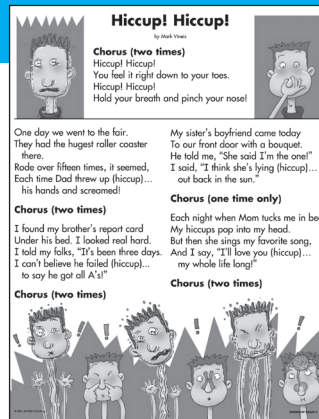 Hiccup! Hiccup!
by Mark Vineis
Chorus (two times)
Hiccup! Hiccup!
You feel it right down to your toes.
Hiccup! Hiccup!
Hold your breath and pinch your nose!
One day we went to the fair.
They had the hugest roller coaster
there.
Rode over fifteen times, it seemed,
Each time Dad threw up (hiccup)...
his hands and screamed!
Chorus (two times)
I found my brother's report card
Under his bed. I looked real hard.
I told my folks, "It's been three days.
I can't believe he failed (hiccup)...
to say he got all A's!"
Chorus (two times)
My sister's boyfriend came today
To our front door with a bouquet.
He told me, "She said I'm the one!"
I said, "I think she's lying (hiccup)...
out back in the sun."
Chorus (one time only)
Each night when Mom tucks me in bed
My hiccups pop into my head.
But then she sings my favorite song,
And I say, "I'll love you (hiccup)...
my whole life long!"
Chorus (two times)